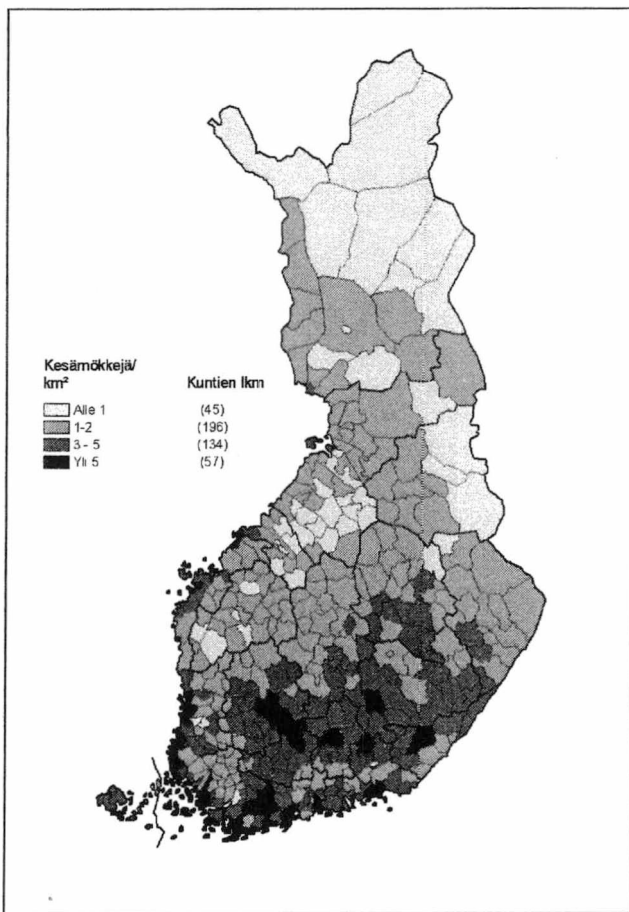 Kesämökkejä/
km² Kuntien lkm
Alle 1 (45)
1-2 (196)
3 - 5 (134)
Yli 5 (57)